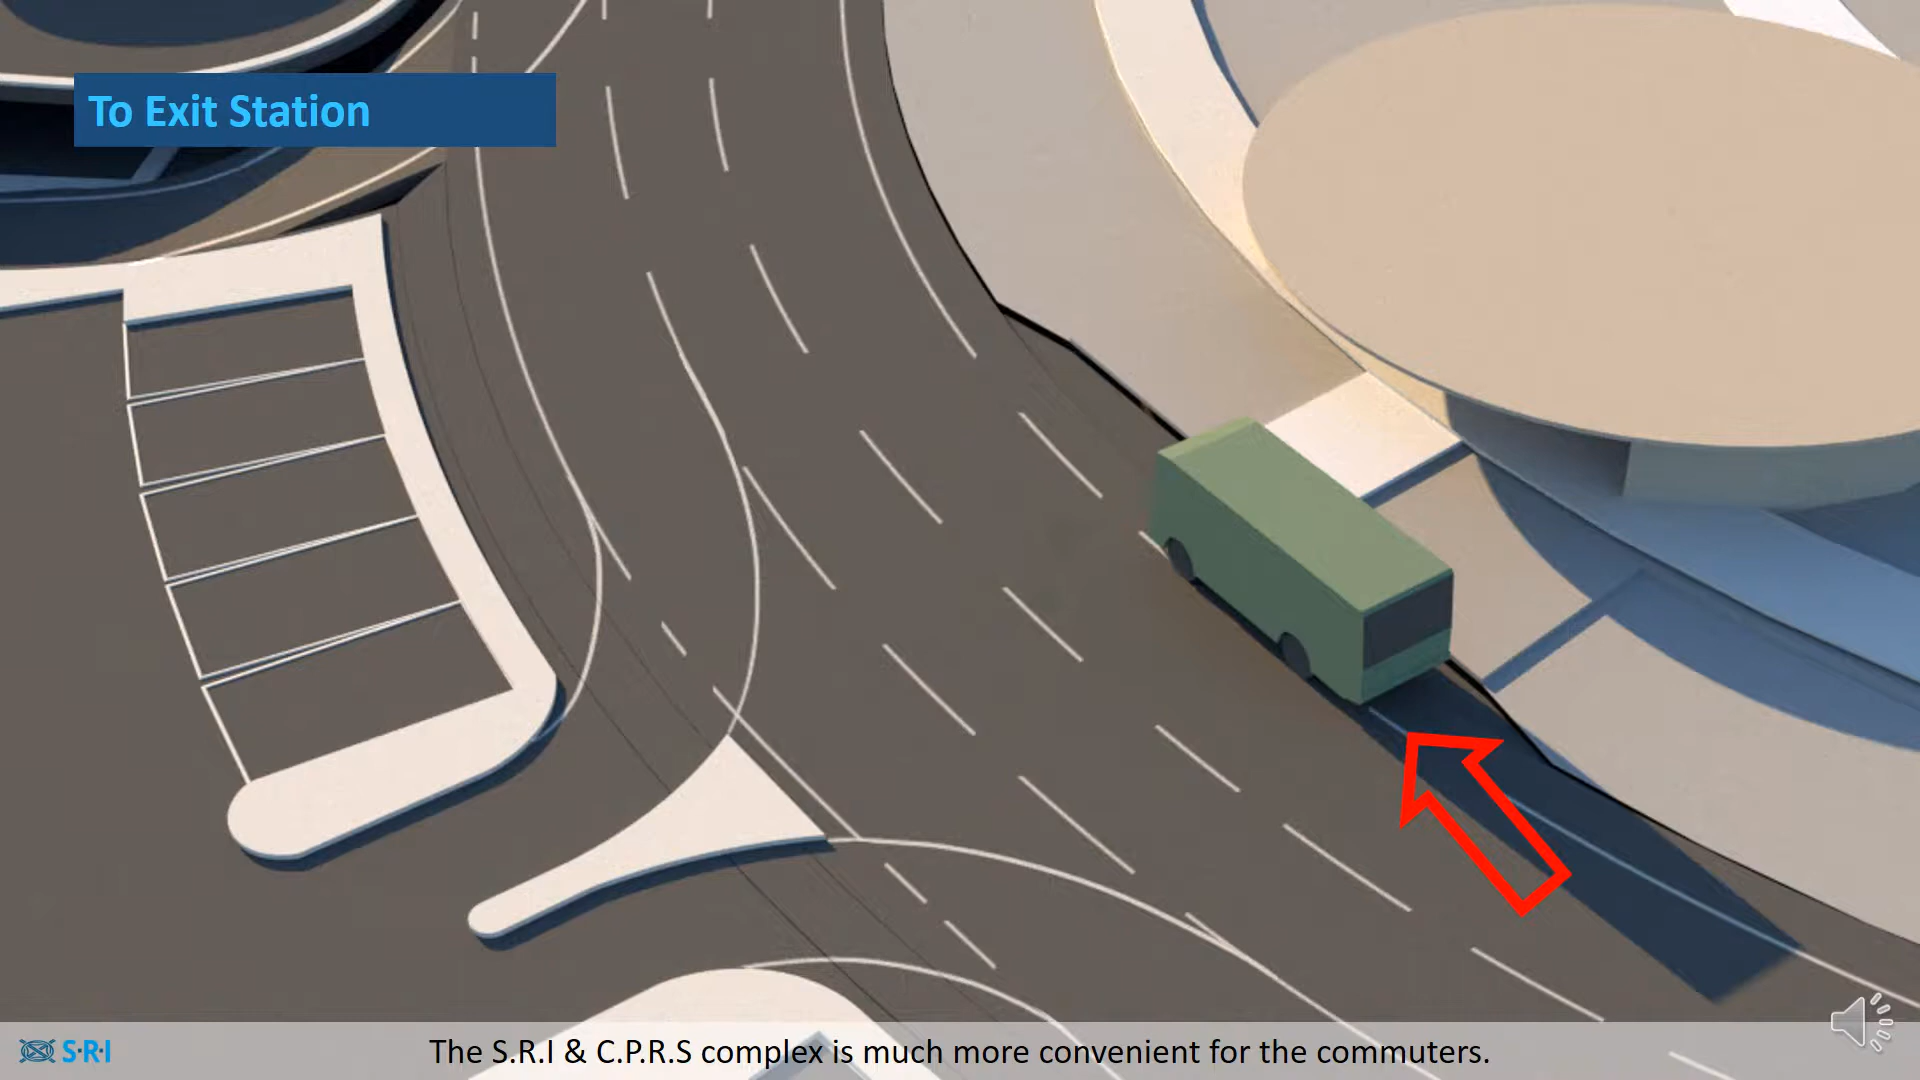 To Exit Station
S·R·I
The S.R.I & C.P.R.S complex is much more convenient for the commuters.